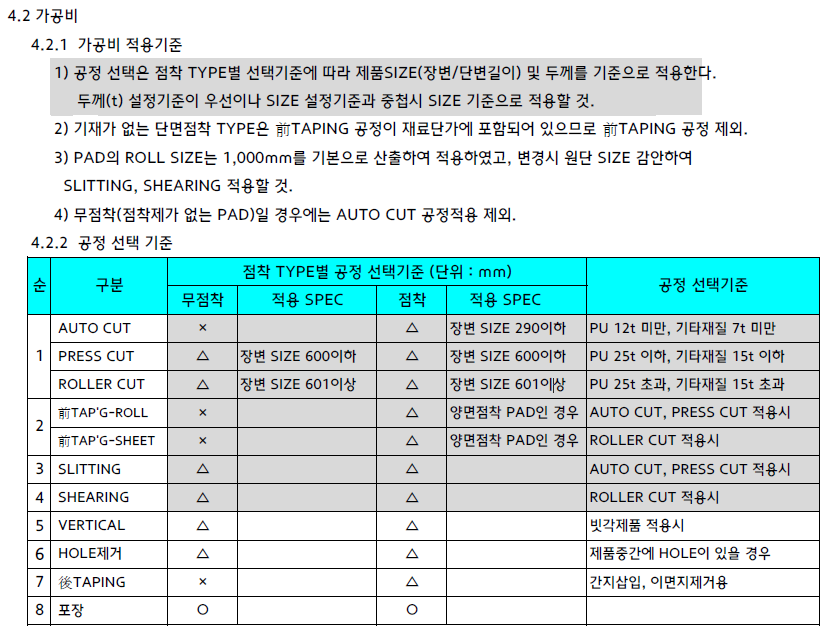 4.2 가공비
4.2.1 가공비 적용기준
1) 공정 선택은 점착 TYPE별 선택기준에 따라 제품SIZE(장변/단변길이) 및 두께를 기준으로 적용한다.
두께(t) 설정기준이 우선이나 SIZE 설정기준과 중첩시 SIZE 기준으로 적용할 것.
2) 기재가 없는 단면점착 TYPE은 前TAPING 공정이 재료단가에 포함되어 있으므로 前TAPING 공정 제외.
3) PAD의 ROLL SIZE는 1,000mm를 기본으로 산출하여 적용하였고, 변경시 원단 SIZE 감안하여
SLITTING, SHEARING 적용할 것.
4) 무점착(점착제가 없는 PAD)일 경우에는 AUTO CUT 공정적용 제외.
4.2.2 공정 선택 기준
순 구분 점착 TYPE별 공정 선택기준 (단위 : mm) 공정 선택기준
무점착 적용 SPEC 점착 적용 SPEC
1 AUTO CUT × △ 장변 SIZE 290이하 PU 12t 미만, 기타재질 7t 미만
PRESS CUT △ 장변 SIZE 600이하 △ 장변 SIZE 600이하 PU 25t 이하, 기타재질 15t 이하
ROLLER CUT △ 장변 SIZE 601이상 △ 장변 SIZE 601이상 PU 25t 초과, 기타재질 15t 초과
2 前TAP'G-ROLL × △ 양면점착 PAD인 경우 AUTO CUT, PRESS CUT 적용시
前TAP'G-SHEET × △ 양면점착 PAD인 경우 ROLLER CUT 적용시
3 SLITTING △ △ AUTO CUT, PRESS CUT 적용시
4 SHEARING △ △ ROLLER CUT 적용시
5 VERTICAL △ △ 빗각제품 적용시
6 HOLE제거 △ △ 제품중간에 HOLE이 있을 경우
7 後TAPING × △ 간지삽입, 이면지제거용
8 포장 O O